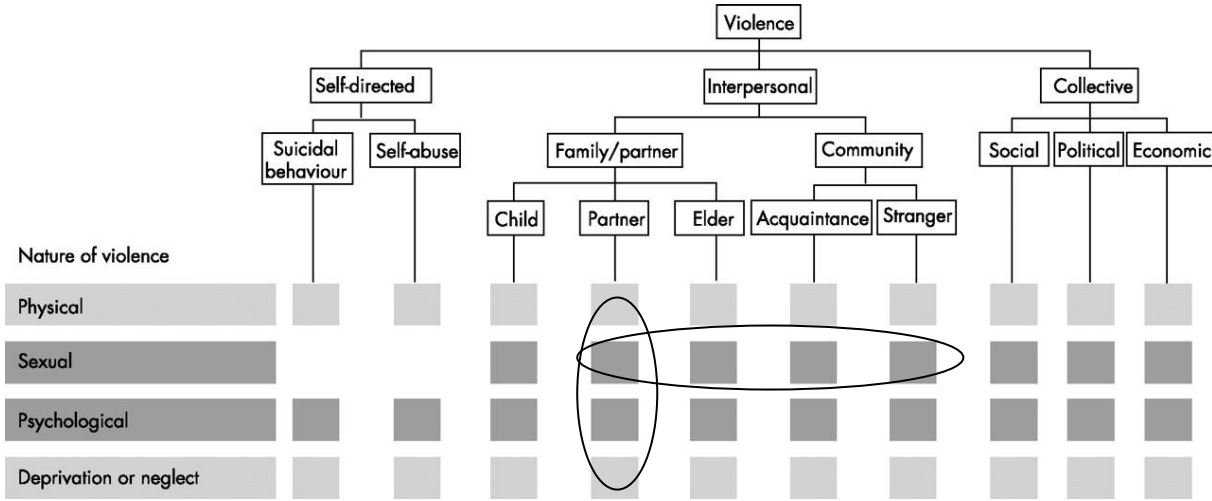 Violence
Self-directed
Interpersonal
Collective
Suicidal
behaviour
Self-abuse
Family/partner
Community
Social
Political
Economic
Child
Partner
Elder
Acquaintance
Stranger
Nature of violence
Physical
Sexual
Psychological
Deprivation or neglect